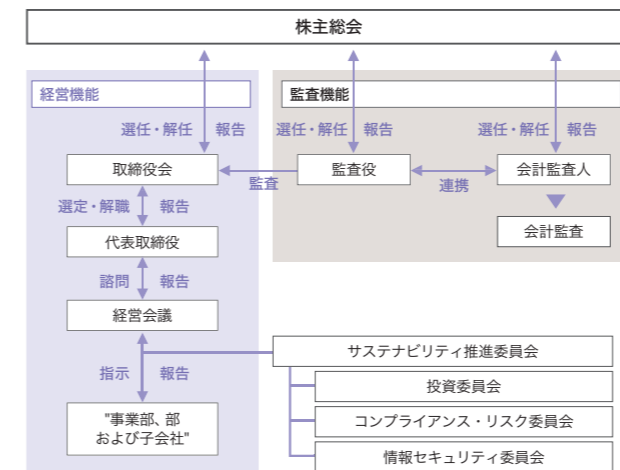 株主総会
経営機能
監査機能
選任・解任 報告
選任・解任 報告
選任・解任 報告
取締役会
監査
監査役
連携
会計監査人
選定・解職 報告
会計監査
代表取締役
諮問 報告
経営会議
サステナビリティ推進委員会
指示 報告
投資委員会
"事業部、部
および子会社"
コンプライアンス・リスク委員会
情報セキュリティ委員会